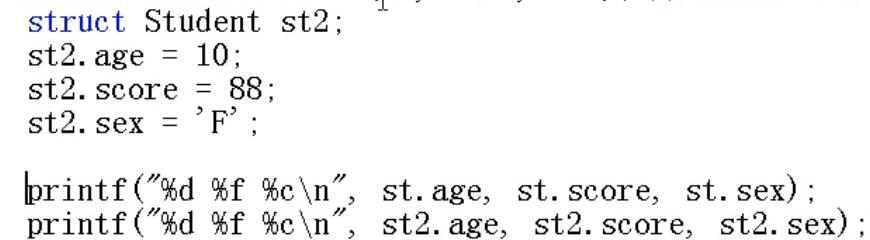 struct Student st2;
st2.age = 10;
st2.score = 88;
st2.sex = 'F';
printf("%d %f %c\n", st.age, st.score, st.sex);
printf("%d %f %c\n", st2.age, st2.score, st2.sex);